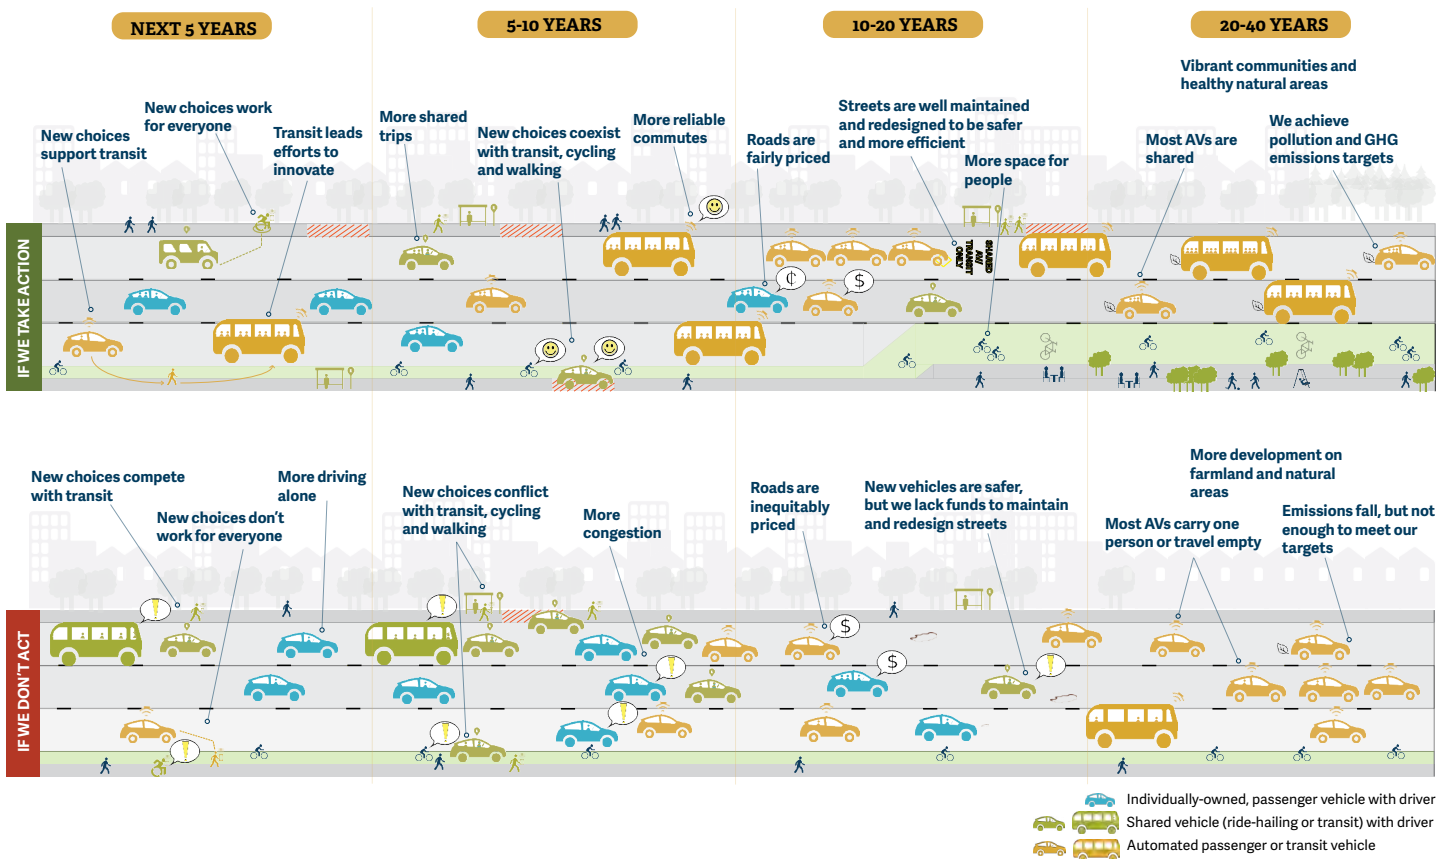 NEXT 5 YEARS
5-10 YEARS
10-20 YEARS
20-40 YEARS
IF WE TAKE ACTION
New choices
support transit
New choices work
for everyone
Transit leads
efforts to
innovate
More shared
trips
New choices coexist
with transit, cycling
and walking
More reliable
commutes
Roads are
fairly priced
Streets are well maintained
and redesigned to be safer
and more efficient
More space for
people
Vibrant communities and
healthy natural areas
Most AVs are
shared
We achieve
pollution and GHG
emissions targets
¢
$
SHARED
AV/
TRANSIT
ONLY
IF WE DON'T ACT
New choices compete
with transit
New choices don't
work for everyone
More driving
alone
New choices conflict
with transit, cycling
and walking
More
congestion
Roads are
inequitably
priced
New vehicles are safer,
but we lack funds to maintain
and redesign streets
More development on
farmland and natural
areas
Most AVs carry one
person or travel empty
Emissions fall, but not
enough to meet our
targets
!
!
$
!
$
!
!
!
!
Individually-owned, passenger vehicle with driver
Shared vehicle (ride-hailing or transit) with driver
Automated passenger or transit vehicle